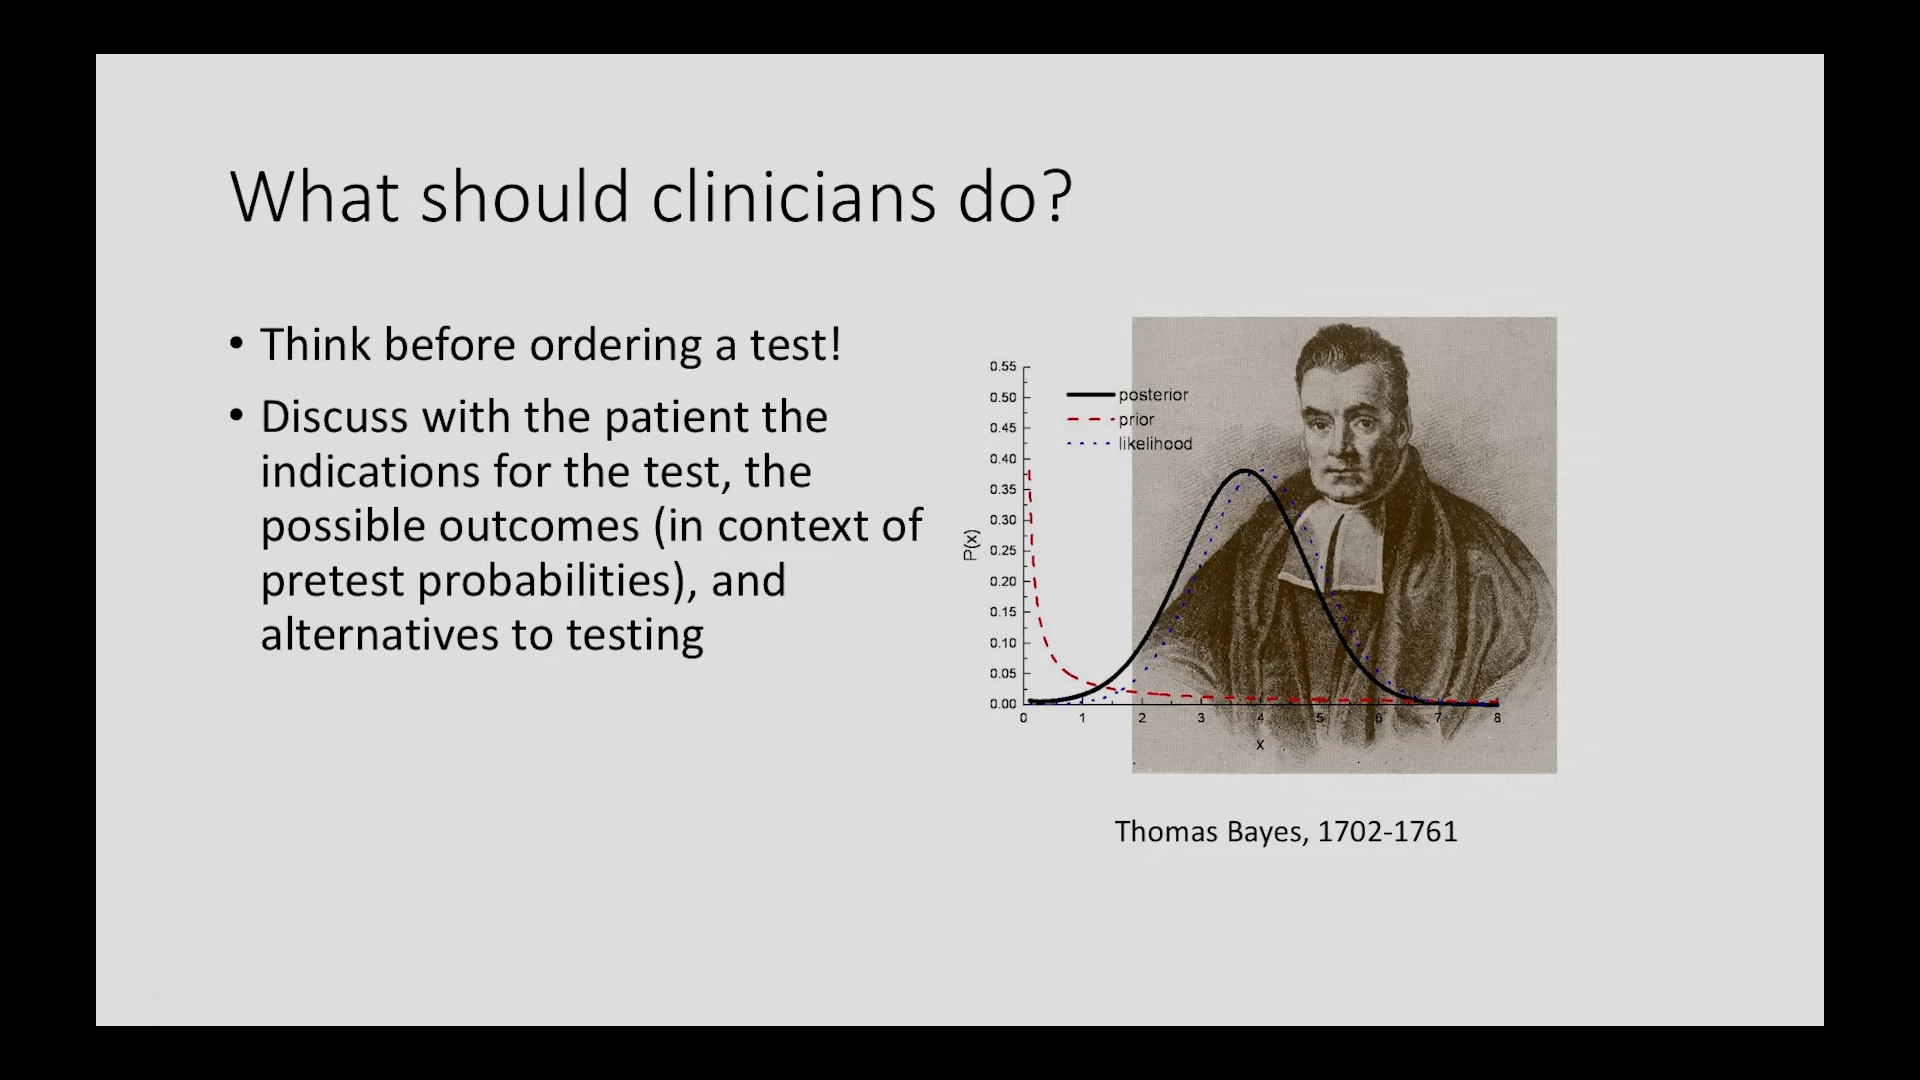 What should clinicians do?
• Think before ordering a test!
• Discuss with the patient the
indications for the test, the
possible outcomes (in context of
pretest probabilities), and
alternatives to testing
0.55
0.50
0.45
0.40
0.35
0.30
0.25
0.20
0.15
0.10
0.05
0.00
P(x)
posterior
prior
likelihood
0 1 2 3 4 5 6 7 8
x
Thomas Bayes, 1702-1761